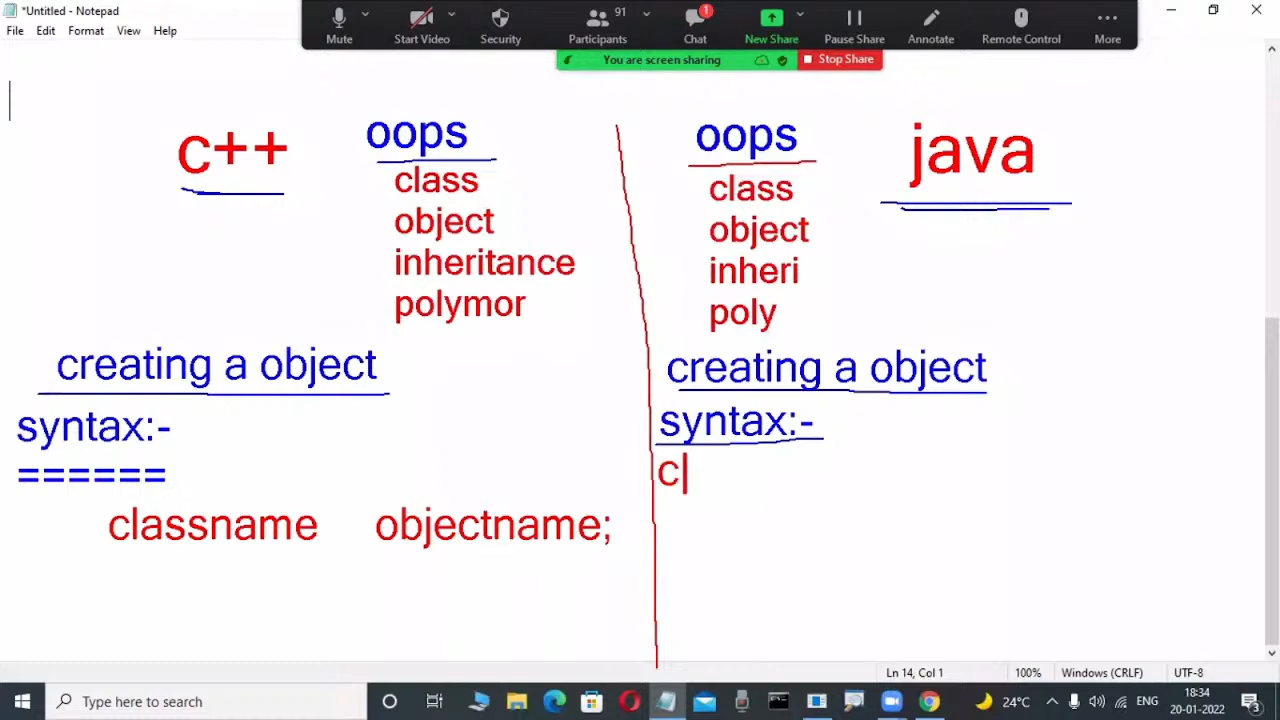 *Untitled - Notepad
File Edit Format View Help
Mute
Start Video
Security
Participants 91
Chat 1
New Share
Pause Share
Annotate
Remote Control
More
You are screen sharing
Stop Share
c++
oops
class
object
inheritance
polymor
creating a object
syntax:-
======
classname objectname;
oops
java
class
object
inheri
poly
creating a object
syntax:-
c
Ln 14, Col 1
100%
Windows (CRLF)
UTF-8
Type here to search
24°C
ENG
18:34
20-01-2022
3